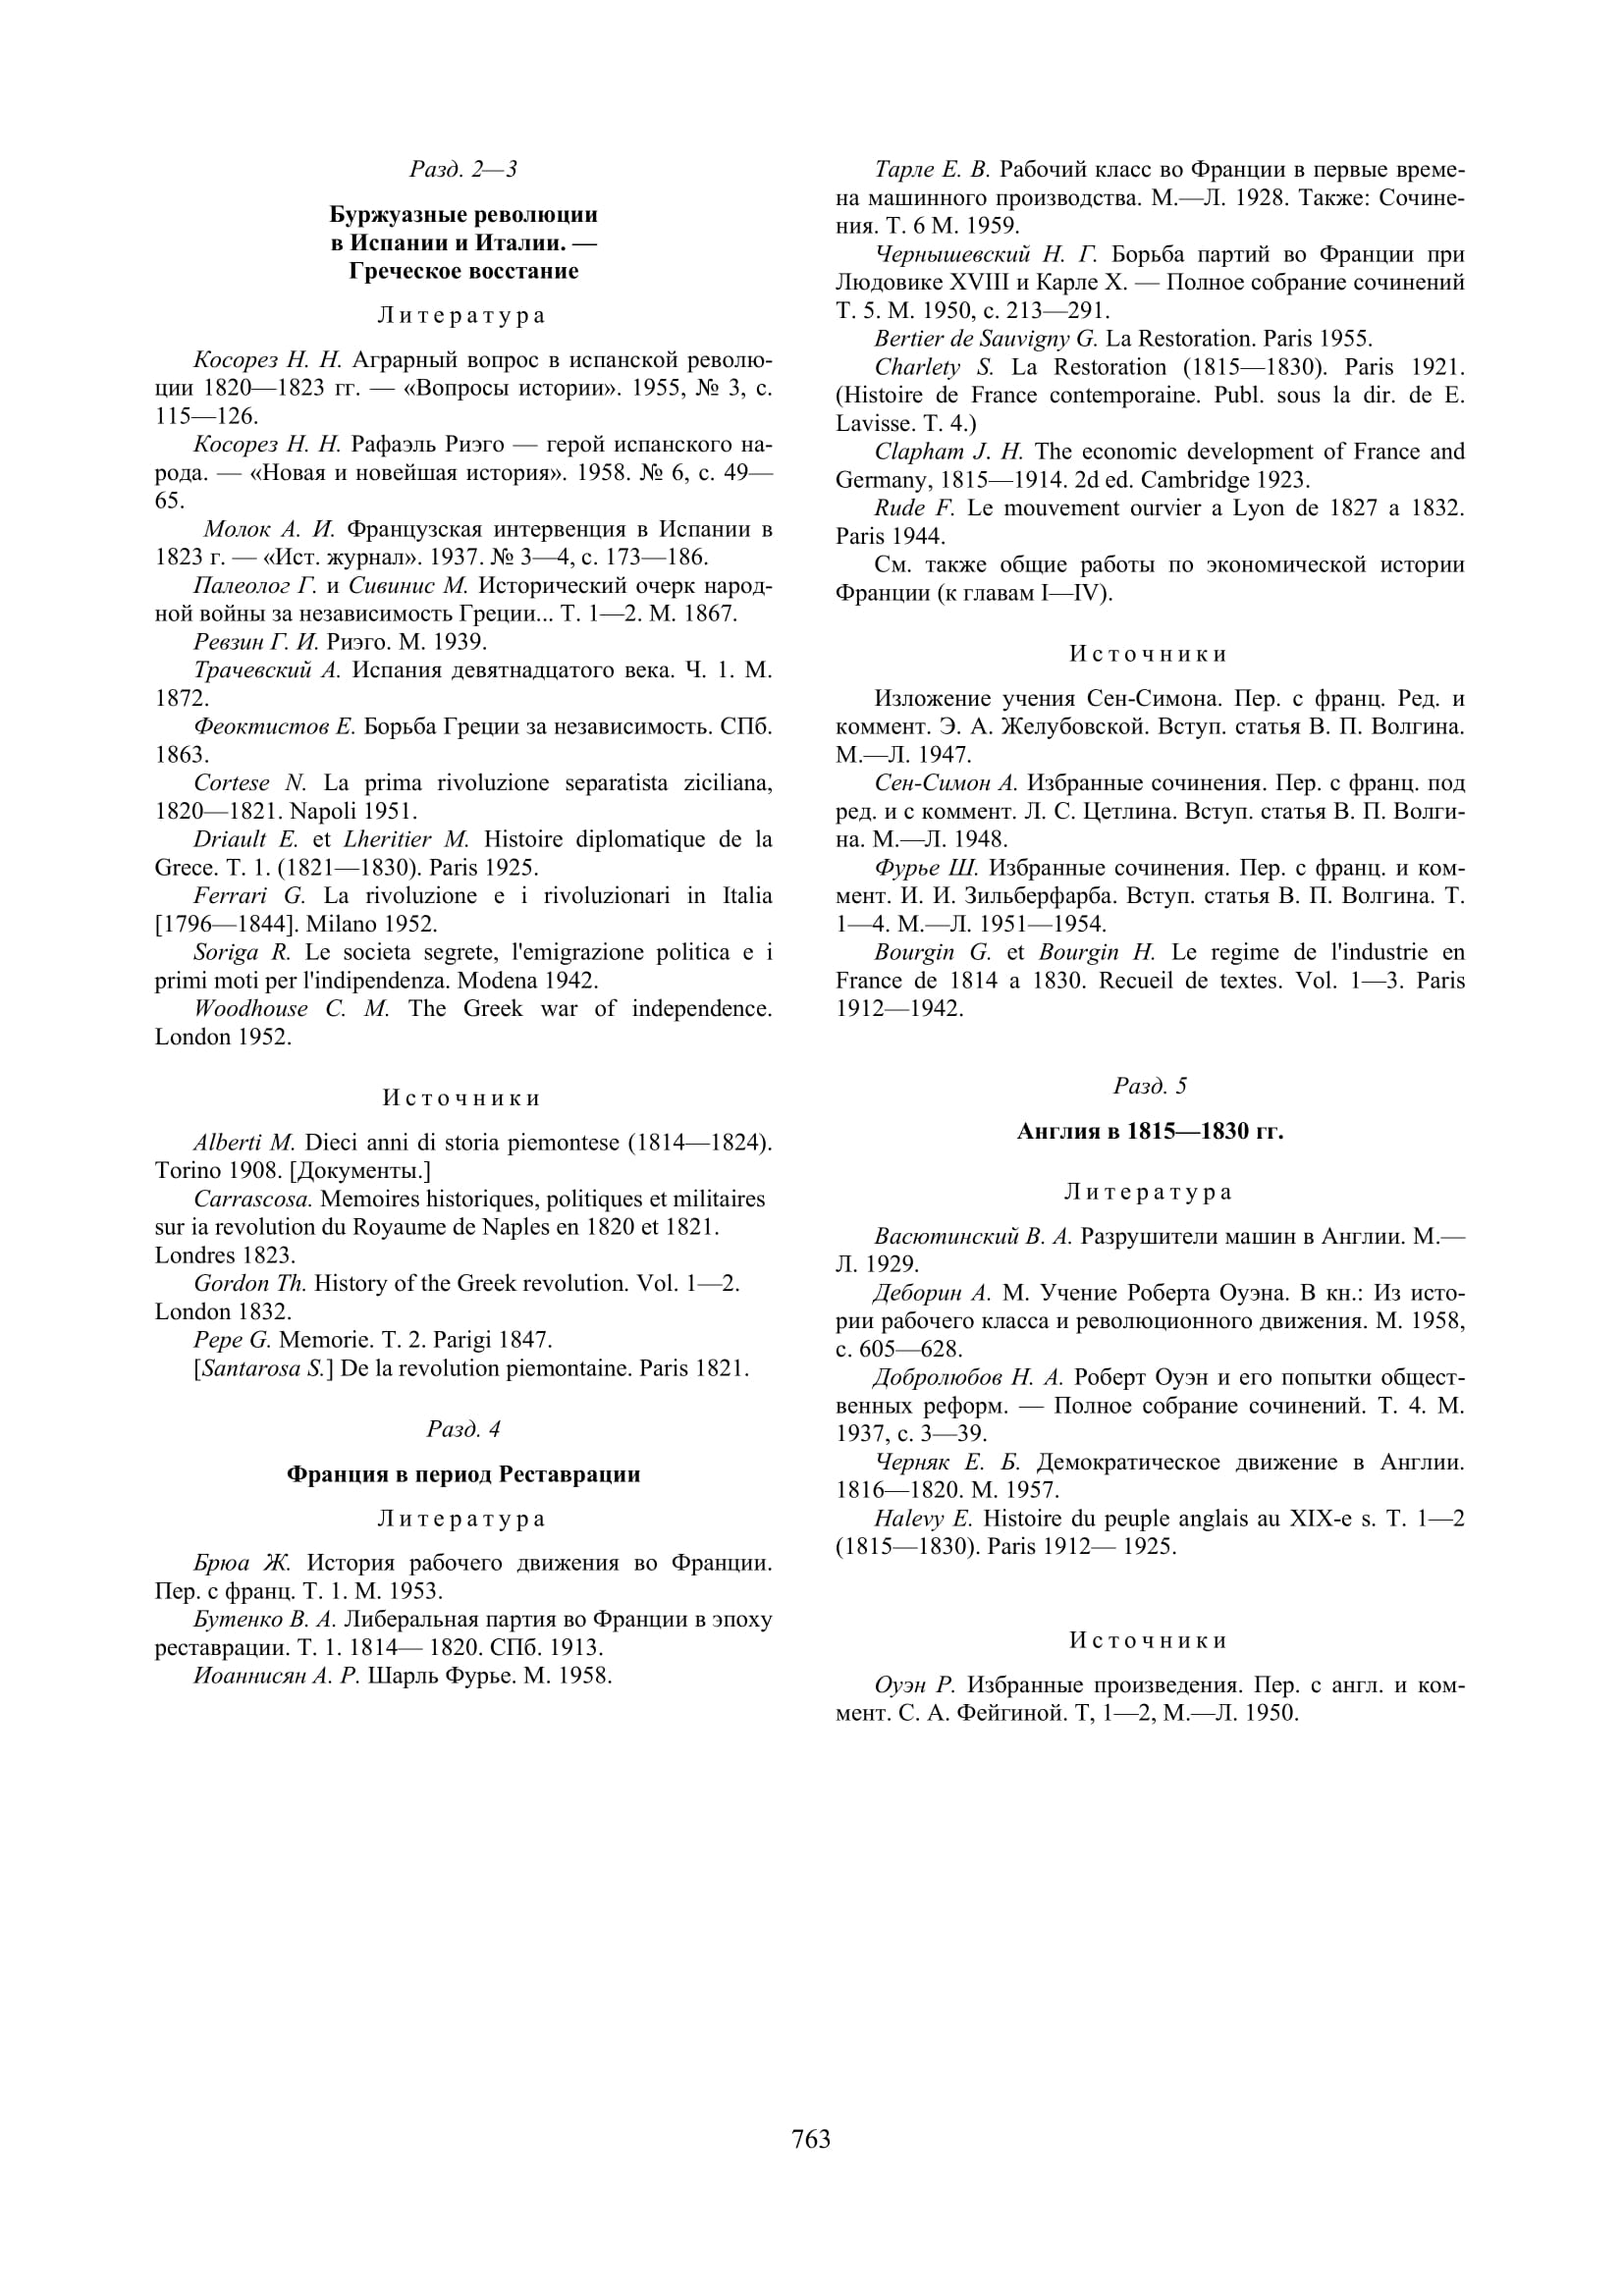 Разд. 2—3
Буржуазные революции
в Испании и Италии. —
Греческое восстание
Литература
Косорез Н. Н. Аграрный вопрос в испанской револю-
ции 1820—1823 гг. — «Вопросы истории». 1955, № 3, с.
115—126.
Косорез Н. Н. Рафаэль Риэго — герой испанского на-
рода. — «Новая и новейшая история». 1958. № 6, с. 49—
65.
Молок А. И. Французская интервенция в Испании в
1823 г. — «Ист. журнал». 1937. № 3—4, с. 173—186.
Палеолог Г. и Сивинис М. Исторический очерк народ-
ной войны за независимость Греции... Т. 1—2. М. 1867.
Ревзин Г. И. Риэго. М. 1939.
Трачевский А. Испания девятнадцатого века. Ч. 1. М.
1872.
Феоктистов Е. Борьба Греции за независимость. СПб.
1863.
Cortese N. La prima rivoluzione separatista ziciliana,
1820—1821. Napoli 1951.
Driault E. et Lheritier M. Histoire diplomatique de la
Grece. T. 1. (1821—1830). Paris 1925.
Ferrari G. La rivoluzione e i rivoluzionari in Italia
[1796—1844]. Milano 1952.
Soriga R. Le societa segrete, l'emigrazione politica e i
primi moti per l'indipendenza. Modena 1942.
Woodhouse C. M. The Greek war of independence.
London 1952.
Источники
Alberti M. Dieci anni di storia piemontese (1814—1824).
Torino 1908. [Документы.]
Carrascosa. Memoires historiques, politiques et militaires
sur ia revolution du Royaume de Naples en 1820 et 1821.
Londres 1823.
Gordon Th. History of the Greek revolution. Vol. 1—2.
London 1832.
Pepe G. Memorie. T. 2. Parigi 1847.
[Santarosa S.] De la revolution piemontaine. Paris 1821.
Разд. 4
Франция в период Реставрации
Литература
Брюа Ж. История рабочего движения во Франции.
Пер. с франц. Т. 1. М. 1953.
Бутенко В. А. Либеральная партия во Франции в эпоху
реставрации. Т. 1. 1814— 1820. СПб. 1913.
Иоаннисян А. Р. Шарль Фурье. М. 1958.
Тарле Е. В. Рабочий класс во Франции в первые време-
на машинного производства. М.—Л. 1928. Также: Сочине-
ния. Т. 6 М. 1959.
Чернышевский Н. Г. Борьба партий во Франции при
Людовике XVIII и Карле X. — Полное собрание сочинений
Т. 5. М. 1950, с. 213—291.
Bertier de Sauvigny G. La Restoration. Paris 1955.
Charlety S. La Restoration (1815—1830). Paris 1921.
(Histoire de France contemporaine. Publ. sous la dir. de E.
Lavisse. T. 4.)
Clapham J. H. The economic development of France and
Germany, 1815—1914. 2d ed. Cambridge 1923.
Rude F. Le mouvement ourvier a Lyon de 1827 a 1832.
Paris 1944.
См. также общие работы по экономической истории
Франции (к главам I—IV).
Источники
Изложение учения Сен-Симона. Пер. с франц. Ред. и
коммент. Э. А. Желубовской. Вступ. статья В. П. Волгина.
М.—Л. 1947.
Сен-Симон А. Избранные сочинения. Пер. с франц. под
ред. и с коммент. Л. С. Цетлина. Вступ. статья В. П. Волги-
на. М.—Л. 1948.
Фурье Ш. Избранные сочинения. Пер. с франц. и ком-
мент. И. И. Зильберфарба. Вступ. статья В. П. Волгина. Т.
1—4. М.—Л. 1951—1954.
Bourgin G. et Bourgin H. Le regime de l'industrie en
France de 1814 a 1830. Recueil de textes. Vol. 1—3. Paris
1912—1942.
Разд. 5
Англия в 1815—1830 гг.
Литература
Васютинский В. А. Разрушители машин в Англии. М.—
Л. 1929.
Деборин А. М. Учение Роберта Оуэна. В кн.: Из исто-
рии рабочего класса и революционного движения. М. 1958,
с. 605—628.
Добролюбов Н. А. Роберт Оуэн и его попытки общест-
венных реформ. — Полное собрание сочинений. Т. 4. М.
1937, с. 3—39.
Черняк Е. Б. Демократическое движение в Англии.
1816—1820. М. 1957.
Halevy E. Histoire du peuple anglais au XIX-e s. T. 1—2
(1815—1830). Paris 1912— 1925.
Источники
Оуэн Р. Избранные произведения. Пер. с англ. и ком-
мент. С. А. Фейгиной. Т, 1—2, М.—Л. 1950.
763